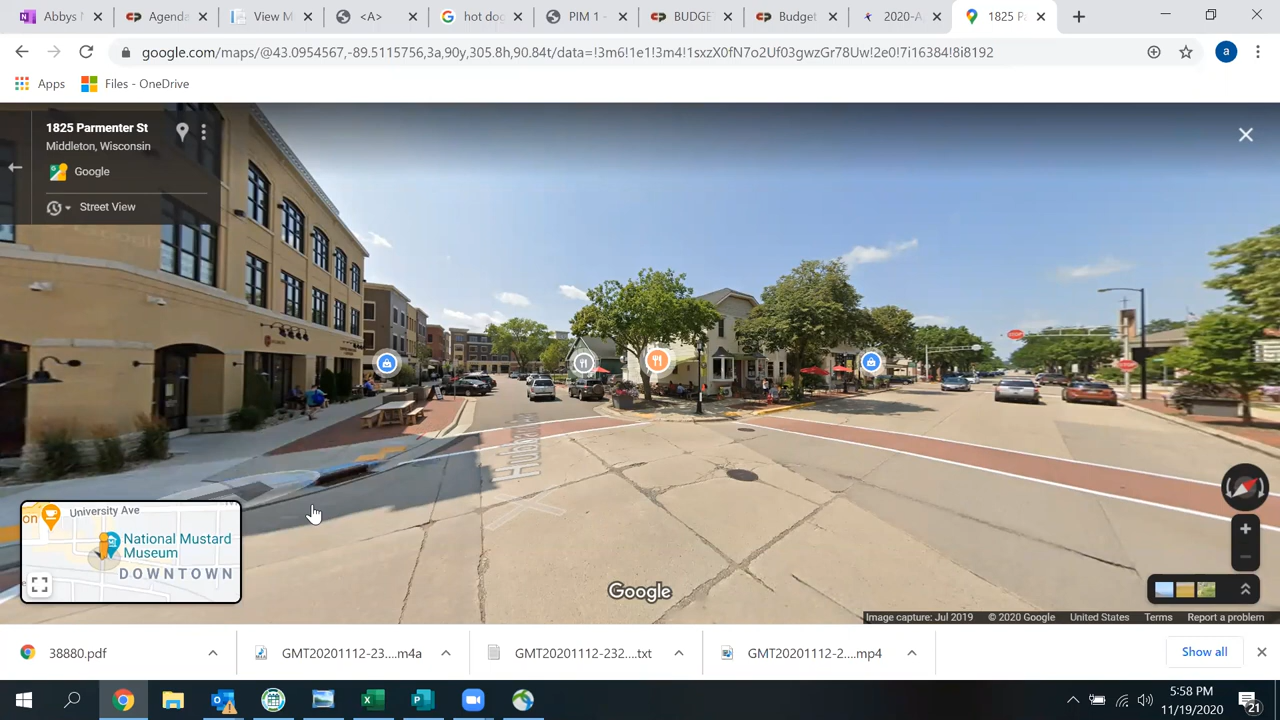 Abbys
Agenda
View M
<A>
hot dog
PIM 1 -
BUDGE
Budget
2020-A
1825 P
google.com/maps/@43.0954567,-89.5115756,3a,90y,305.8h,90.84t/data=!3m6!1e1!3m4!1sxzX0fN7o2Uf03gwzGr78Uw!2e0!7i16384!8i8192
a
Apps
Files - OneDrive
1825 Parmenter St
Middleton, Wisconsin
Google
Street View
University Ave
on
National Mustard
Museum
DOWNTOWN
Google
Image capture: Jul 2019 © 2020 Google United States Terms Report a problem
38880.pdf
GMT20201112-23....m4a
GMT20201112-232....txt
GMT20201112-2....mp4
Show all
5:58 PM
11/19/2020
21